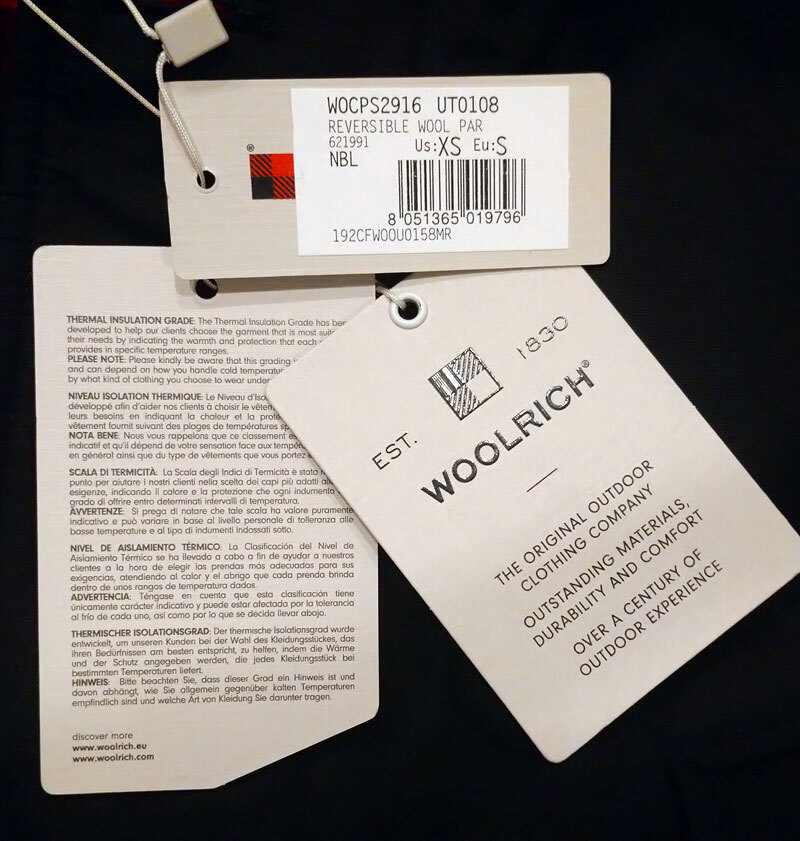 WOCPS2916 UT0108
REVERSIBLE WOOL PAR
621991 Us:XS Eu:S
NBL
8 051365 019796
192CFWOOU0158MR
®
THERMAL INSULATION GRADE: The Thermal Insulation Grade has
developed to help our clients choose the garment that is most
their needs by indicating the warmth and protection that each
provides in specific temperature ranges.
PLEASE NOTE: Please kindly be aware that this grading
and can depend on how you handle cold
by what kind of clothing you choose to wear
NIVEAU ISOLATION THERMIQUE: Le Niveau
développé afin d'aider nos clients à choisir le
leurs besoins en indiquant la chaleur et la
vêtement fournit suivant des plages de températures
NOTA BENE: Nous vous rappelons que ce classement
indicatif et qu'il dépend de votre sensation face aux
en général ainsi que du type de vêtements que vous portez
SCALA DI TERMICITÀ: La Scala degli Indici di Termicità è
punto per aiutare i nostri clienti nella scelta dei capi più adatti
esigenze, indicando il calore e la protezione che ogni indumento
grado di offrire entro determinati intervalli di temperatura.
AVVERTENZE: Si prega di notare che tale scala ha valore puramente
indicativo e può variare in base al livello personale di tolleranza alle
basse temperature e al tipo di indumenti indossati sotto.
NIVEL DE AISLAMIENTO TÉRMICO: La Clasificación del Nivel de
Aislamiento Térmico se ha llevado a cabo a fin de ayudar a nuestros
clientes a la hora de elegir las prendas más adecuadas para sus
exigencias, atendiendo al calor y el abrigo que cada prenda brinda
dentro de unos rangos de temperatura dados.
ADVERTENCIA: Téngase en cuenta que esta clasificación tiene
únicamente carácter indicativo y puede estar afectada por la tolerancia
al frío de cada uno, así como por lo que se decida llevar abajo.
THERMISCHER ISOLATIONSGRAD: Der thermische Isolationsgrad wurde
entwickelt, um unseren Kunden bei der Wahl des Kleidungsstückes, das
ihren Bedürfnissen am besten entspricht, zu helfen, indem die Wärme
und der Schutz angegeben werden, die jedes Kleidungsstück bei
bestimmten Temperaturen liefert.
HINWEIS: Bitte beachten Sie, dass dieser Grad ein Hinweis ist und
davon abhängt, wie Sie allgemein gegenüber kalten Temperaturen
empfindlich sind und welche Art von Kleidung Sie darunter tragen.
discover more
www.woolrich.eu
www.woolrich.com
EST. 1830
WOOLRICH®
THE ORIGINAL OUTDOOR
CLOTHING COMPANY
OUTSTANDING MATERIALS,
DURABILITY AND COMFORT
OVER A CENTURY OF
OUTDOOR EXPERIENCE